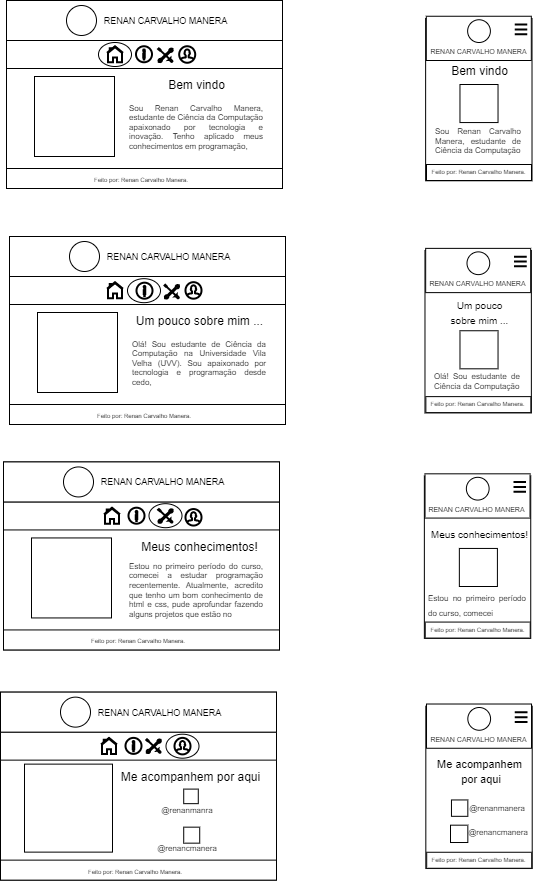 RENAN CARVALHO MANERA
Bem vindo
Sou Renan Carvalho Manera,
estudante de Ciência da Computação
apaixonado por tecnologia e
inovação. Tenho aplicado meus
conhecimentos em programação,
Feito por: Renan Carvalho Manera.
RENAN CARVALHO MANERA
Bem vindo
Sou Renan Carvalho
Manera, estudante de
Ciência da Computação
Feito por: Renan Carvalho Manera.
RENAN CARVALHO MANERA
Um pouco sobre mim ...
Olá! Sou estudante de Ciência da
Computação na Universidade Vila
Velha (UVV). Sou apaixonado por
tecnologia e programação desde
cedo,
Feito por: Renan Carvalho Manera.
RENAN CARVALHO MANERA
Um pouco
sobre mim ...
Olá! Sou estudante de
Ciência da Computação
Feito por: Renan Carvalho Manera.
RENAN CARVALHO MANERA
Meus conhecimentos!
Estou no primeiro período do curso,
comecei a estudar programação
recentemente. Atualmente, acredito
que tenho um bom conhecimento de
html e css, pude aprofundar fazendo
alguns projetos que estão no
Feito por: Renan Carvalho Manera.
RENAN CARVALHO MANERA
Meus conhecimentos!
Estou no primeiro período
do curso, comecei
Feito por: Renan Carvalho Manera.
RENAN CARVALHO MANERA
Me acompanhem por aqui
@renanmanra
@renancmanera
Feito por: Renan Carvalho Manera.
RENAN CARVALHO MANERA
Me acompanhem
por aqui
@renanmanera
@renancmanera
Feito por: Renan Carvalho Manera.